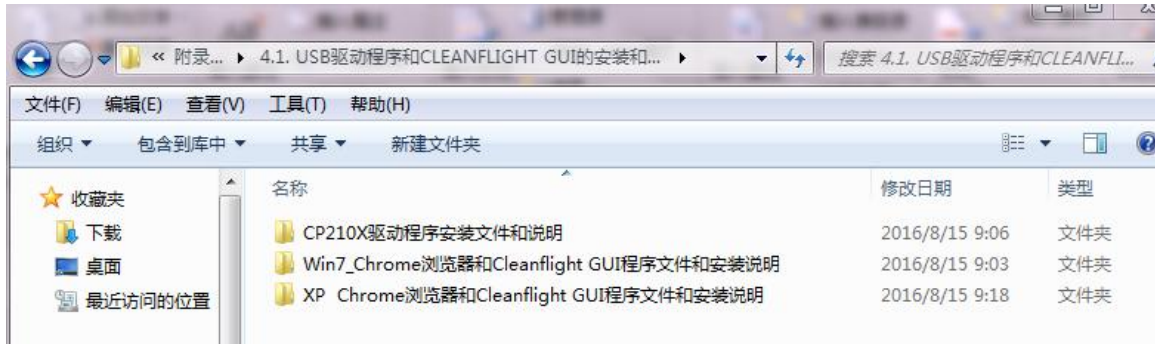 « 附录... ▶ 4.1. USB驱动程序和CLEANFLIGHT GUI的安装和... ▶ 搜索 4.1. USB驱动程序和CLEANFLI...
文件(F) 编辑(E) 查看(V) 工具(T) 帮助(H)
组织 ▼ 包含到库中 ▼ 共享 ▼ 新建文件夹
收藏夹 名称 修改日期 类型
下载 CP210X驱动程序安装文件和说明 2016/8/15 9:06 文件夹
桌面 Win7_Chrome浏览器和Cleanflight GUI程序文件和安装说明 2016/8/15 9:03 文件夹
最近访问的位置 XP Chrome浏览器和Cleanflight GUI程序文件和安装说明 2016/8/15 9:18 文件夹